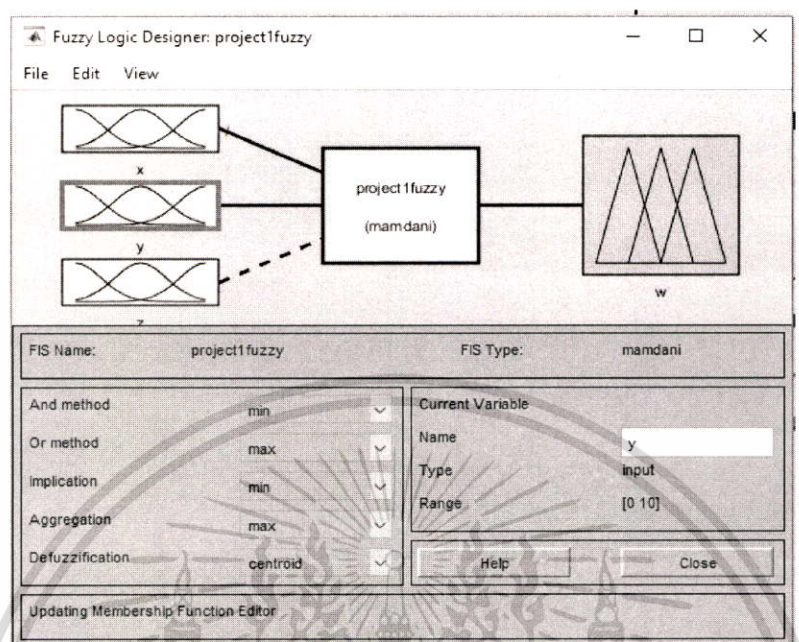 Fuzzy Logic Designer: project1fuzzy
File Edit View
x
project1fuzzy
(mamdani)
y
w
z
FIS Name: project1fuzzy FIS Type: mamdani
And method min
Or method max
Implication min
Aggregation max
Defuzzification centroid
Current Variable
Name y
Type input
Range [0 10]
Help Close
Updating Membership Function Editor